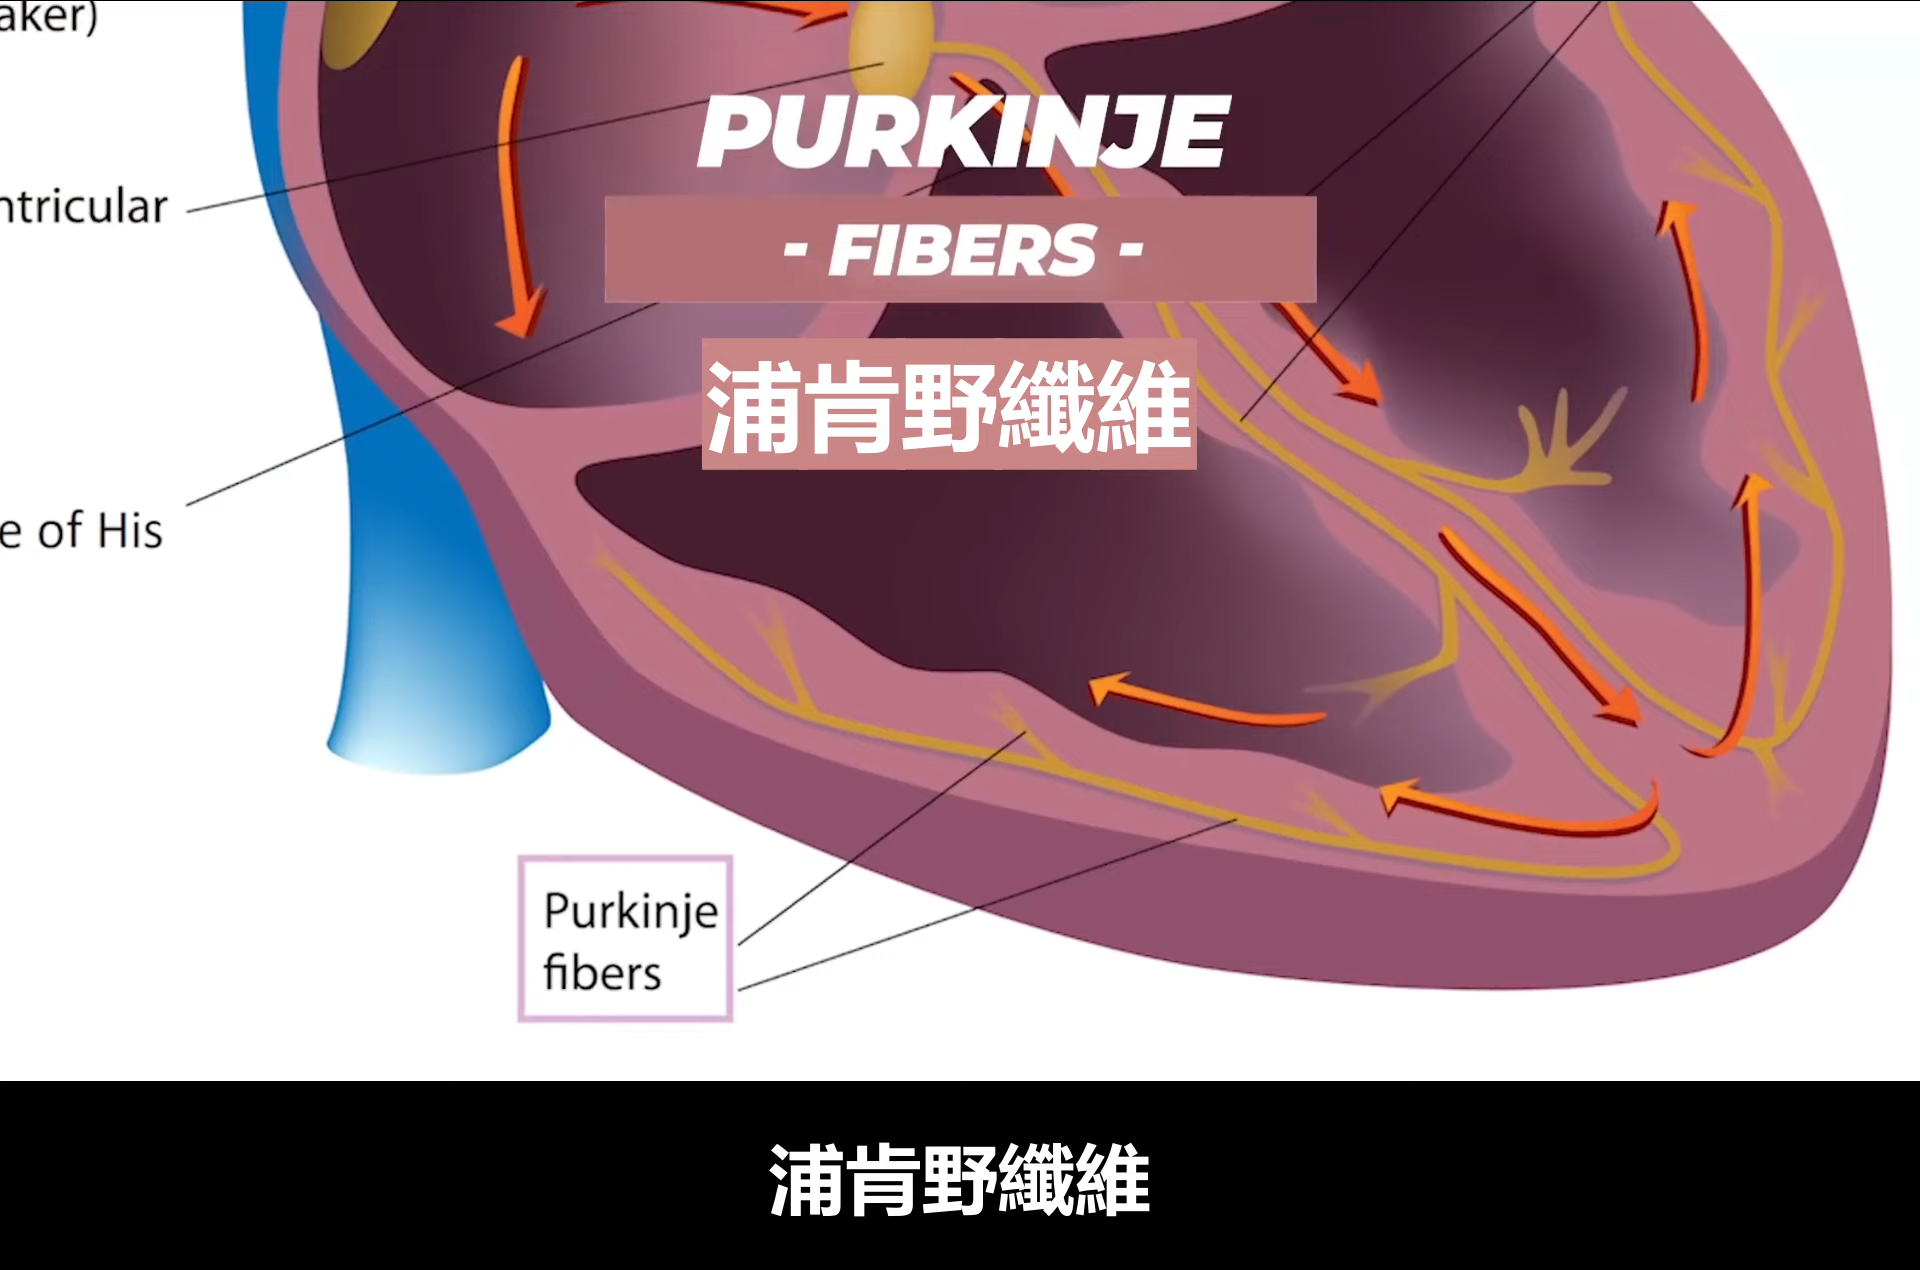 aker)
PURKINJE
- FIBERS -
ntricular
浦肯野纖維
e of His
Purkinje
fibers
浦肯野纖維